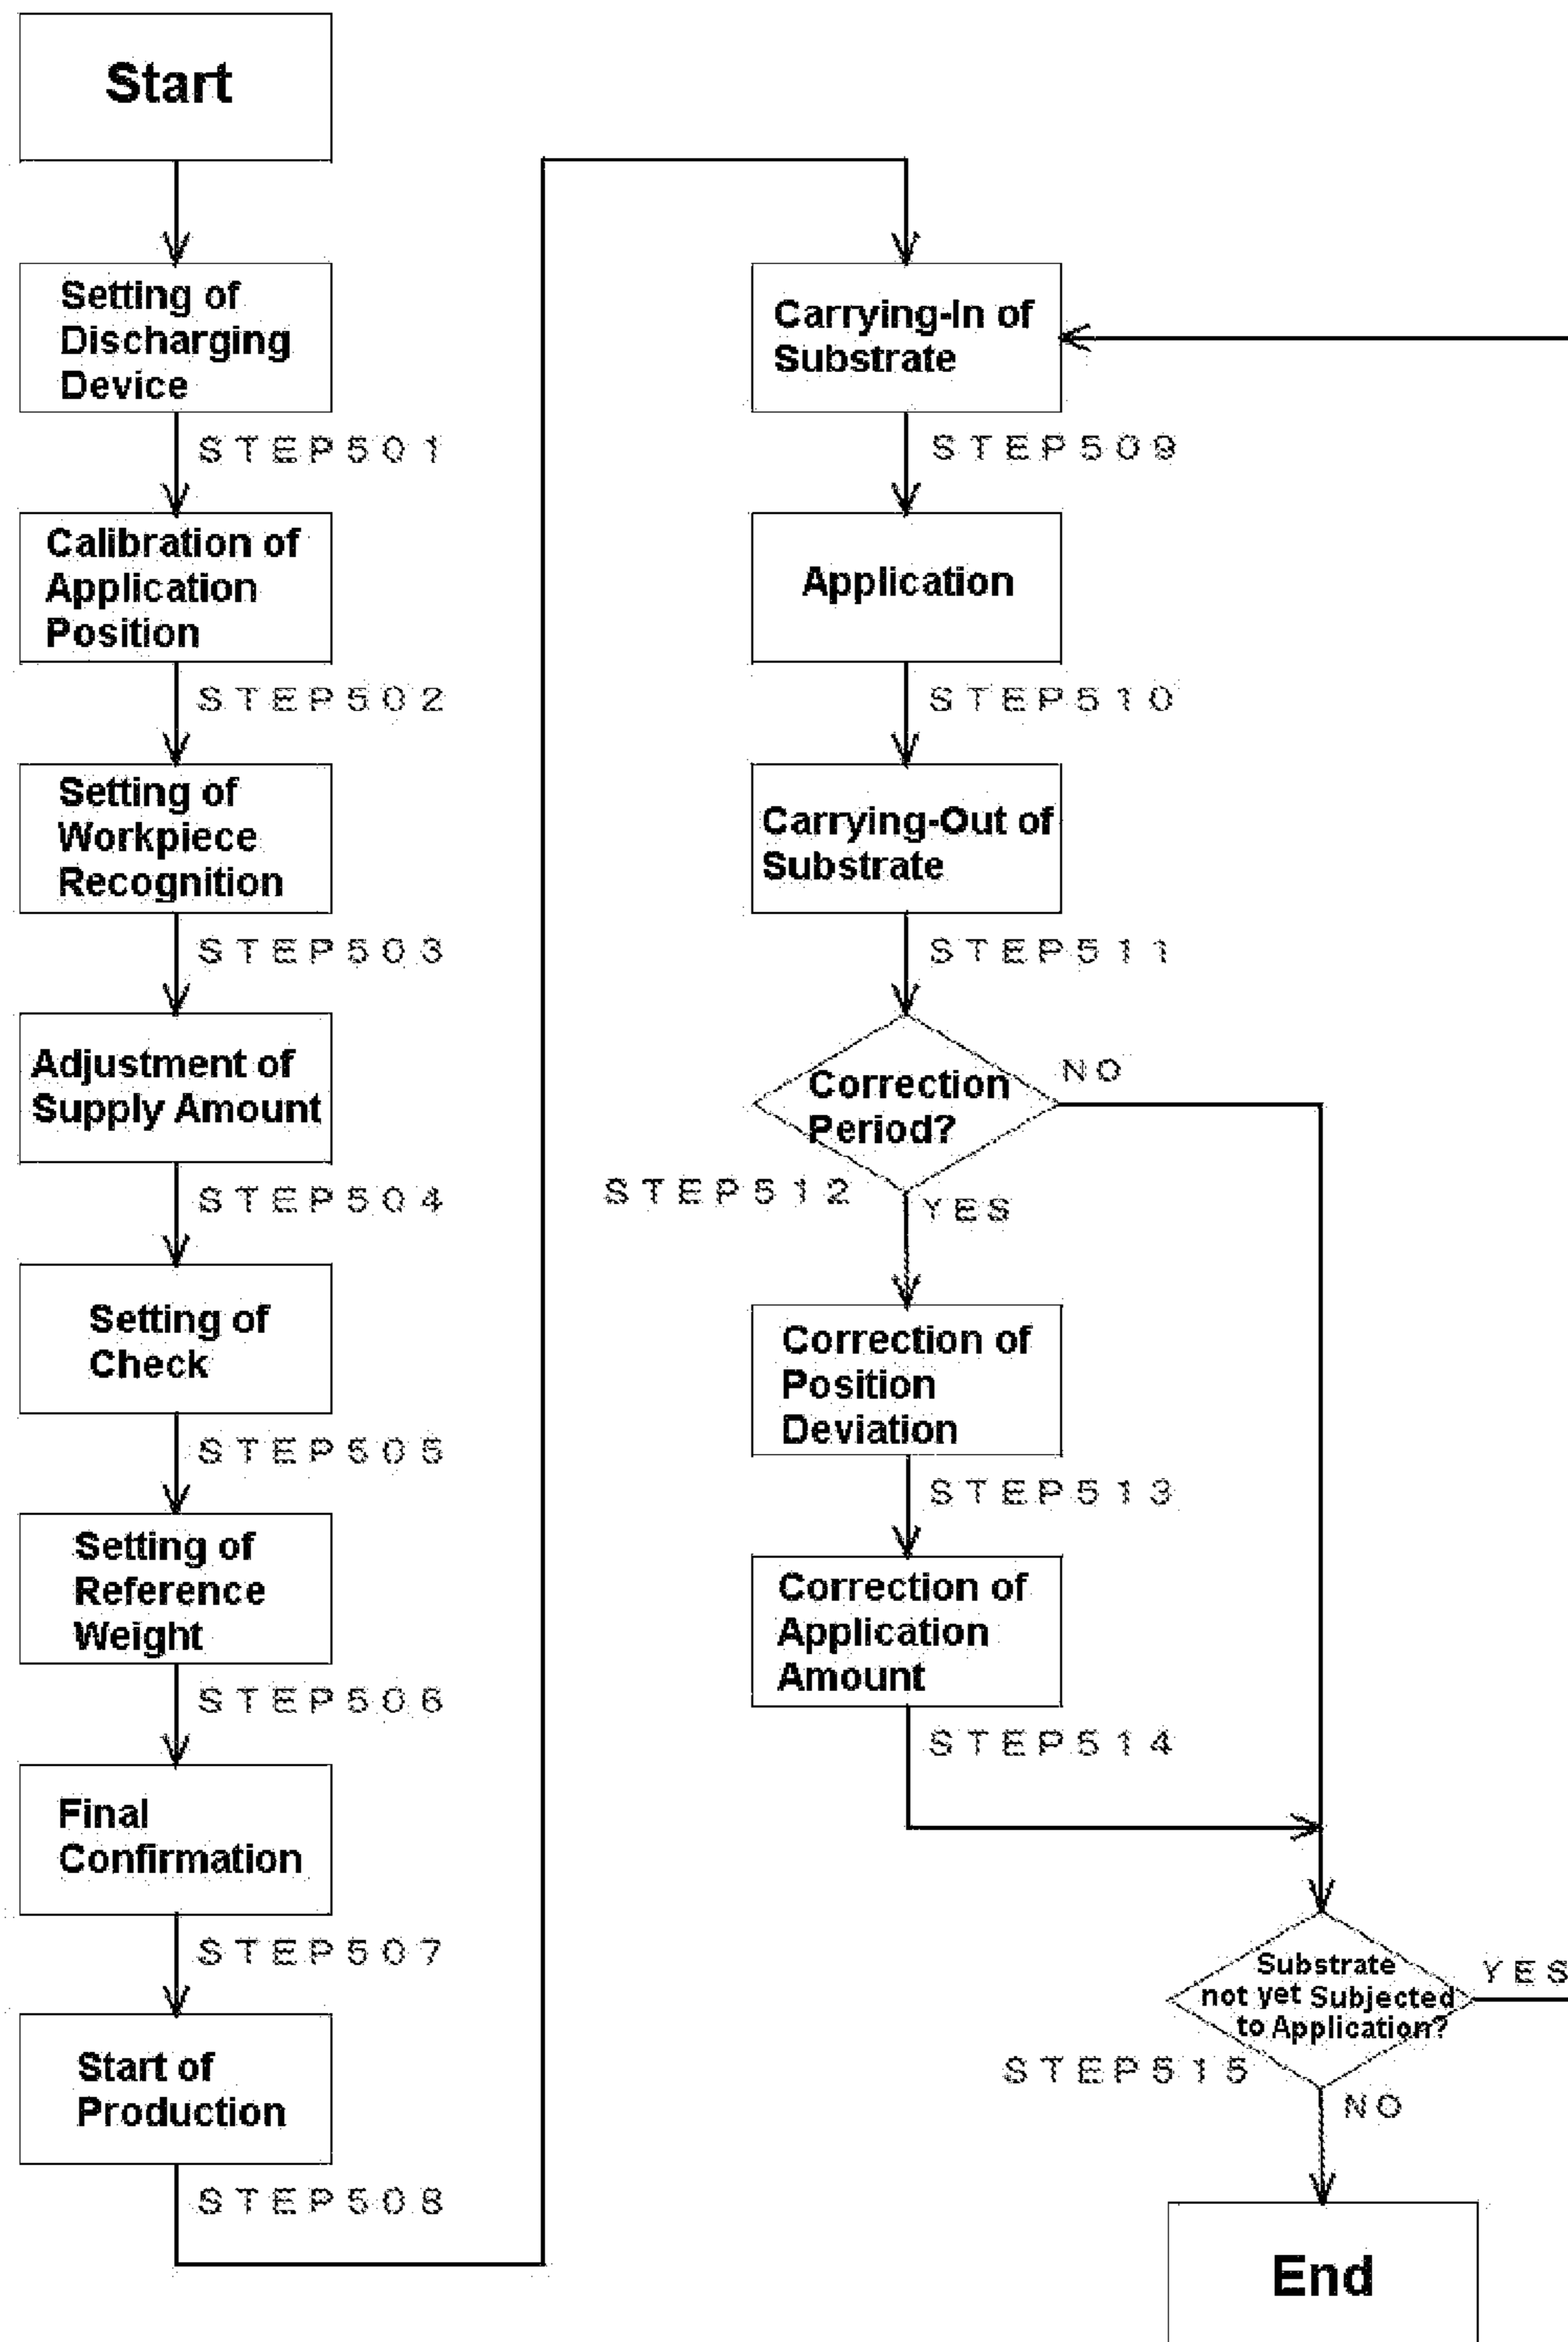 Start
Setting of
Discharging
Device
STEP501
Calibration of
Application
Position
STEP502
Setting of
Workpiece
Recognition
STEP503
Adjustment of
Supply Amount
STEP504
Setting of
Check
STEP505
Setting of
Reference
Weight
STEP506
Final
Confirmation
STEP507
Start of
Production
STEP508
Carrying-In of
Substrate
STEP509
Application
STEP510
Carrying-Out of
Substrate
STEP511
Correction
Period?
NO
STEP512
YES
Correction of
Position
Deviation
STEP513
Correction of
Application
Amount
STEP514
Substrate
not yet Subjected
to Application?
YES
STEP515
NO
End